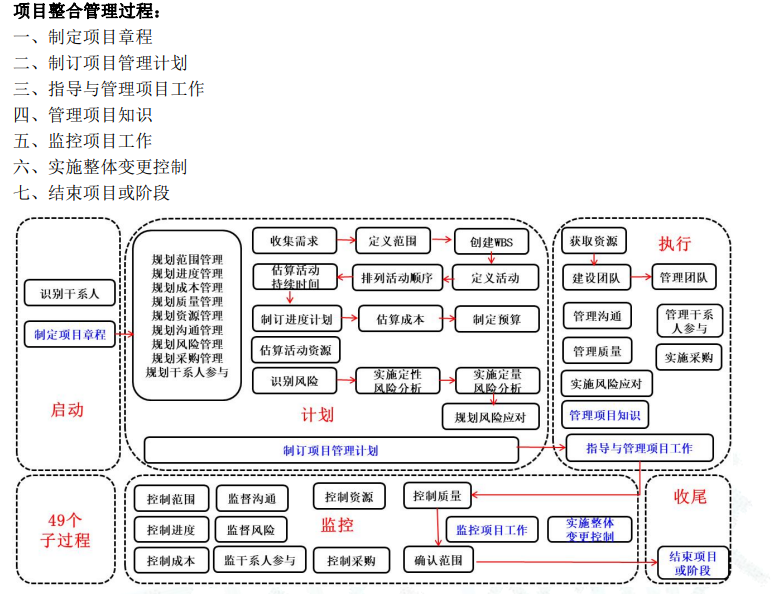 项目整合管理过程：
一、制定项目章程
二、制订项目管理计划
三、指导与管理项目工作
四、管理项目知识
五、监控项目工作
六、实施整体变更控制
七、结束项目或阶段
识别干系人
制定项目章程
启动
规划范围管理
规划进度管理
规划成本管理
规划质量管理
规划资源管理
规划沟通管理
规划风险管理
规划采购管理
规划干系人参与
收集需求
定义范围
创建WBS
估算活动
持续时间
排列活动顺序
定义活动
制订进度计划
估算成本
制定预算
估算活动资源
识别风险
实施定性
风险分析
实施定量
风险分析
计划
规划风险应对
制订项目管理计划
获取资源
执行
建设团队
管理团队
管理沟通
管理干系
人参与
管理质量
实施采购
实施风险应对
管理项目知识
指导与管理项目工作
49个
子过程
控制范围
监督沟通
控制资源
控制质量
控制进度
监督风险
监控
监控项目工作
实施整体
变更控制
控制成本
监干系人参与
控制采购
确认范围
收尾
结束项目
或阶段